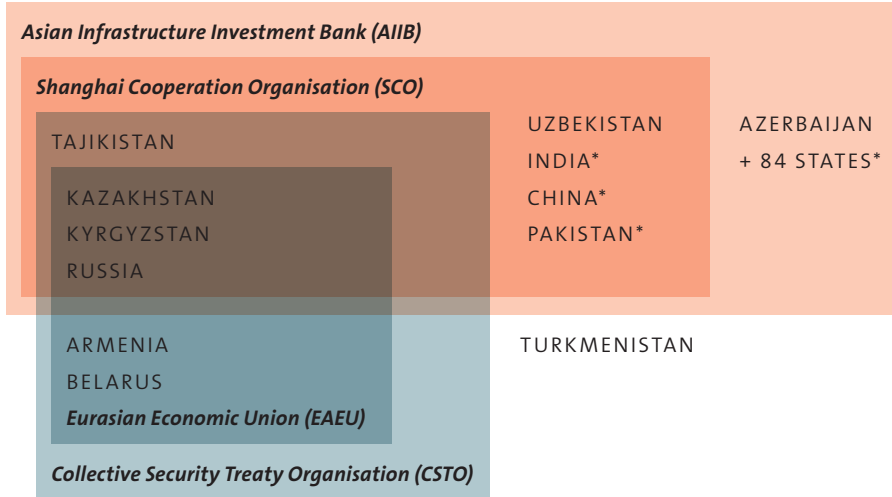 Asian Infrastructure Investment Bank (AIIB)
Shanghai Cooperation Organisation (SCO)
TAJIKISTAN
KAZAKHSTAN
KYRGYZSTAN
RUSSIA
UZBEKISTAN
INDIA*
CHINA*
PAKISTAN*
AZERBAIJAN
+ 84 STATES*
ARMENIA
BELARUS
Eurasian Economic Union (EAEU)
Collective Security Treaty Organisation (CSTO)
TURKMENISTAN